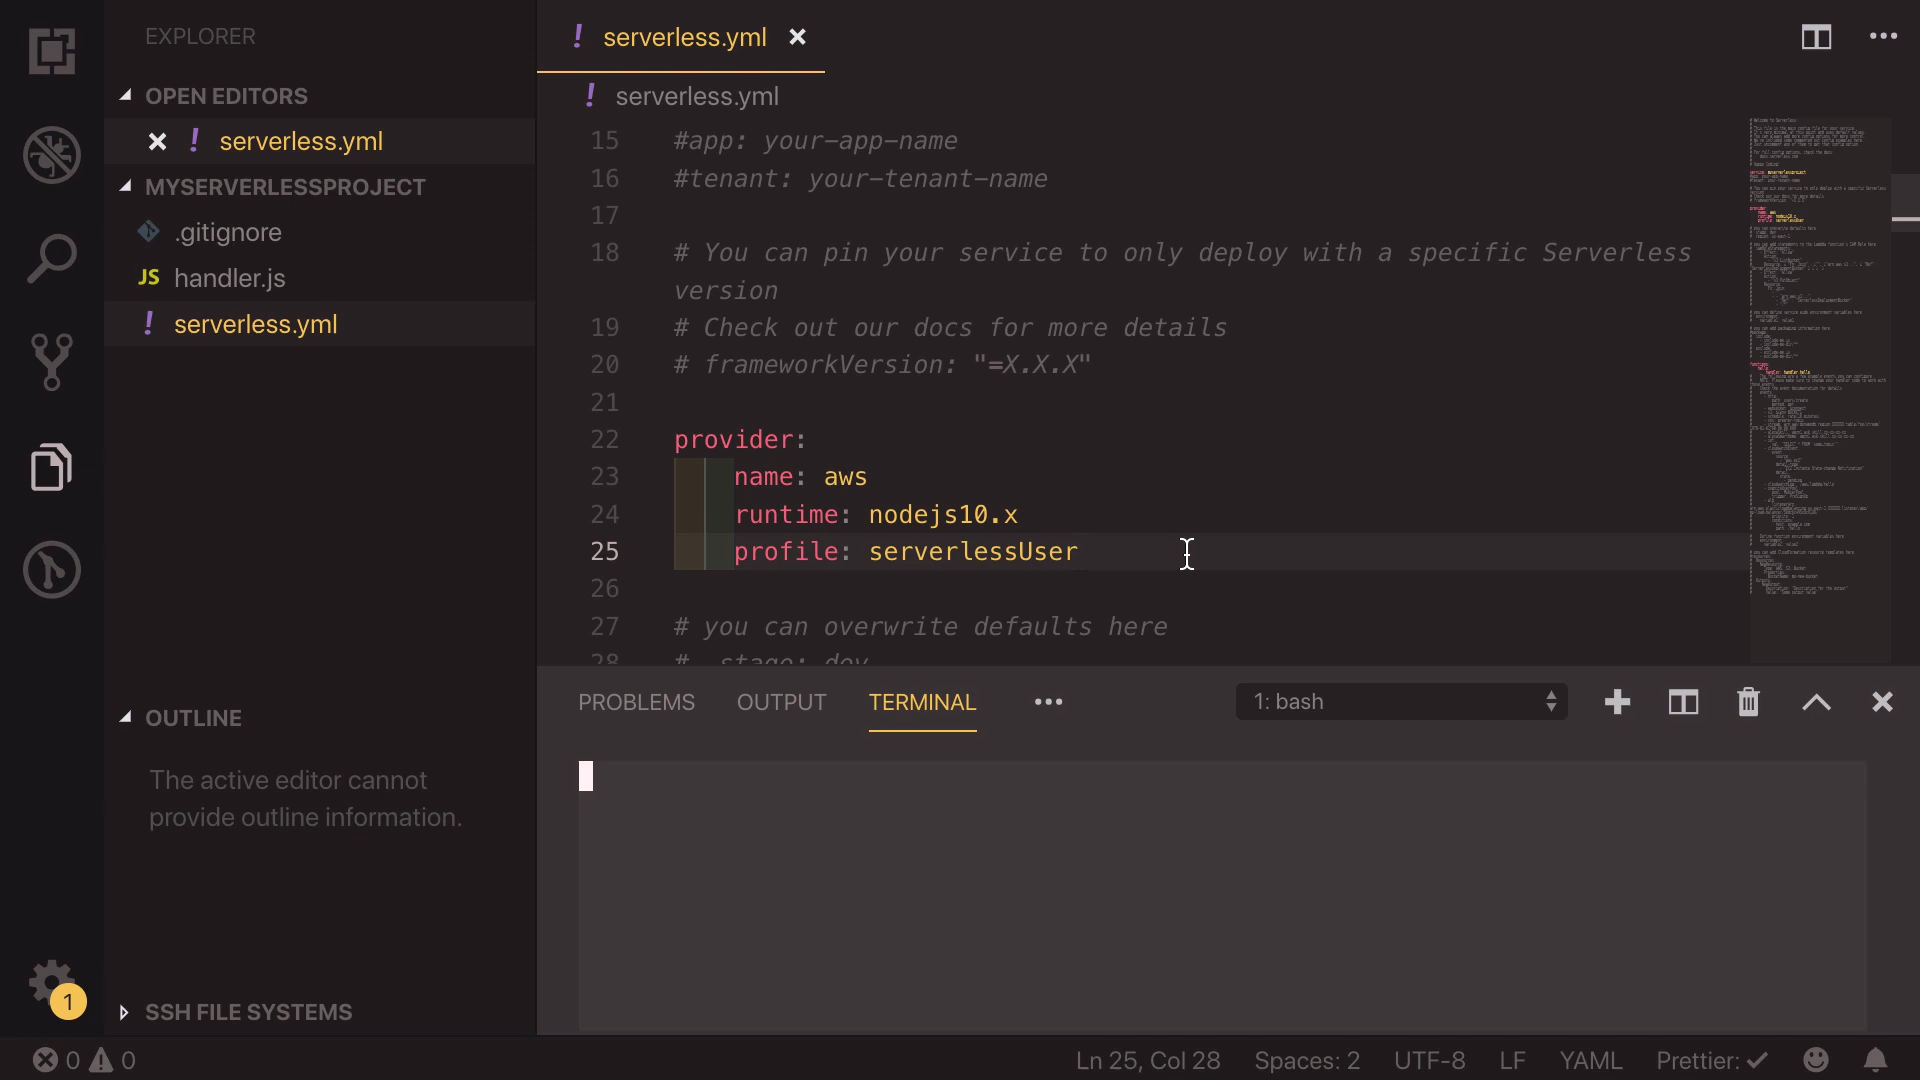 EXPLORER
OPEN EDITORS
! serverless.yml
MYSERVERLESSPROJECT
.gitignore
JS handler.js
! serverless.yml
OUTLINE
The active editor cannot
provide outline information.
SSH FILE SYSTEMS
1
! serverless.yml
! serverless.yml
15 #app: your-app-name
16 #tenant: your-tenant-name
17
18 # You can pin your service to only deploy with a specific Serverless
version
19 # Check out our docs for more details
20 # frameworkVersion: "=X.X.X"
21
22 provider:
23 name: aws
24 runtime: nodejs10.x
25 profile: serverlessUser
26
27 # you can overwrite defaults here
28 # stage: dev
PROBLEMS OUTPUT TERMINAL
1: bash
0 0
Ln 25, Col 28 Spaces: 2 UTF-8 LF YAML Prettier: ✓